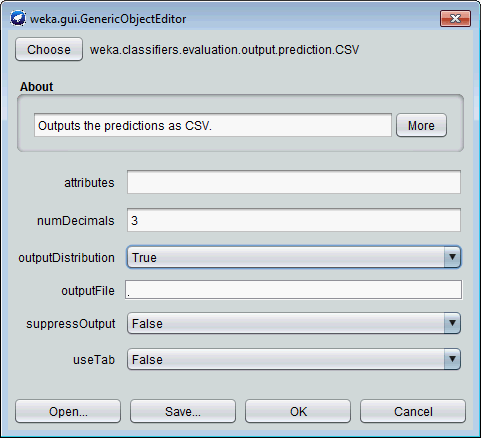 weka.gui.GenericObjectEditor
Choose weka.classifiers.evaluation.output.prediction.CSV
About
Outputs the predictions as CSV. More
attributes
numDecimals 3
outputDistribution True
outputFile .
suppressOutput False
useTab False
Open... Save... OK Cancel